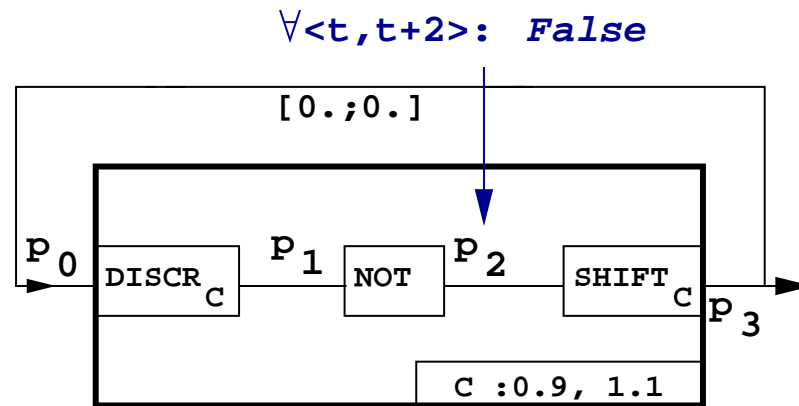 ∀<t,t+2>: False
[0.;0.]
p0 DISCRC p1 NOT p2 SHIFTC p3
C :0.9, 1.1